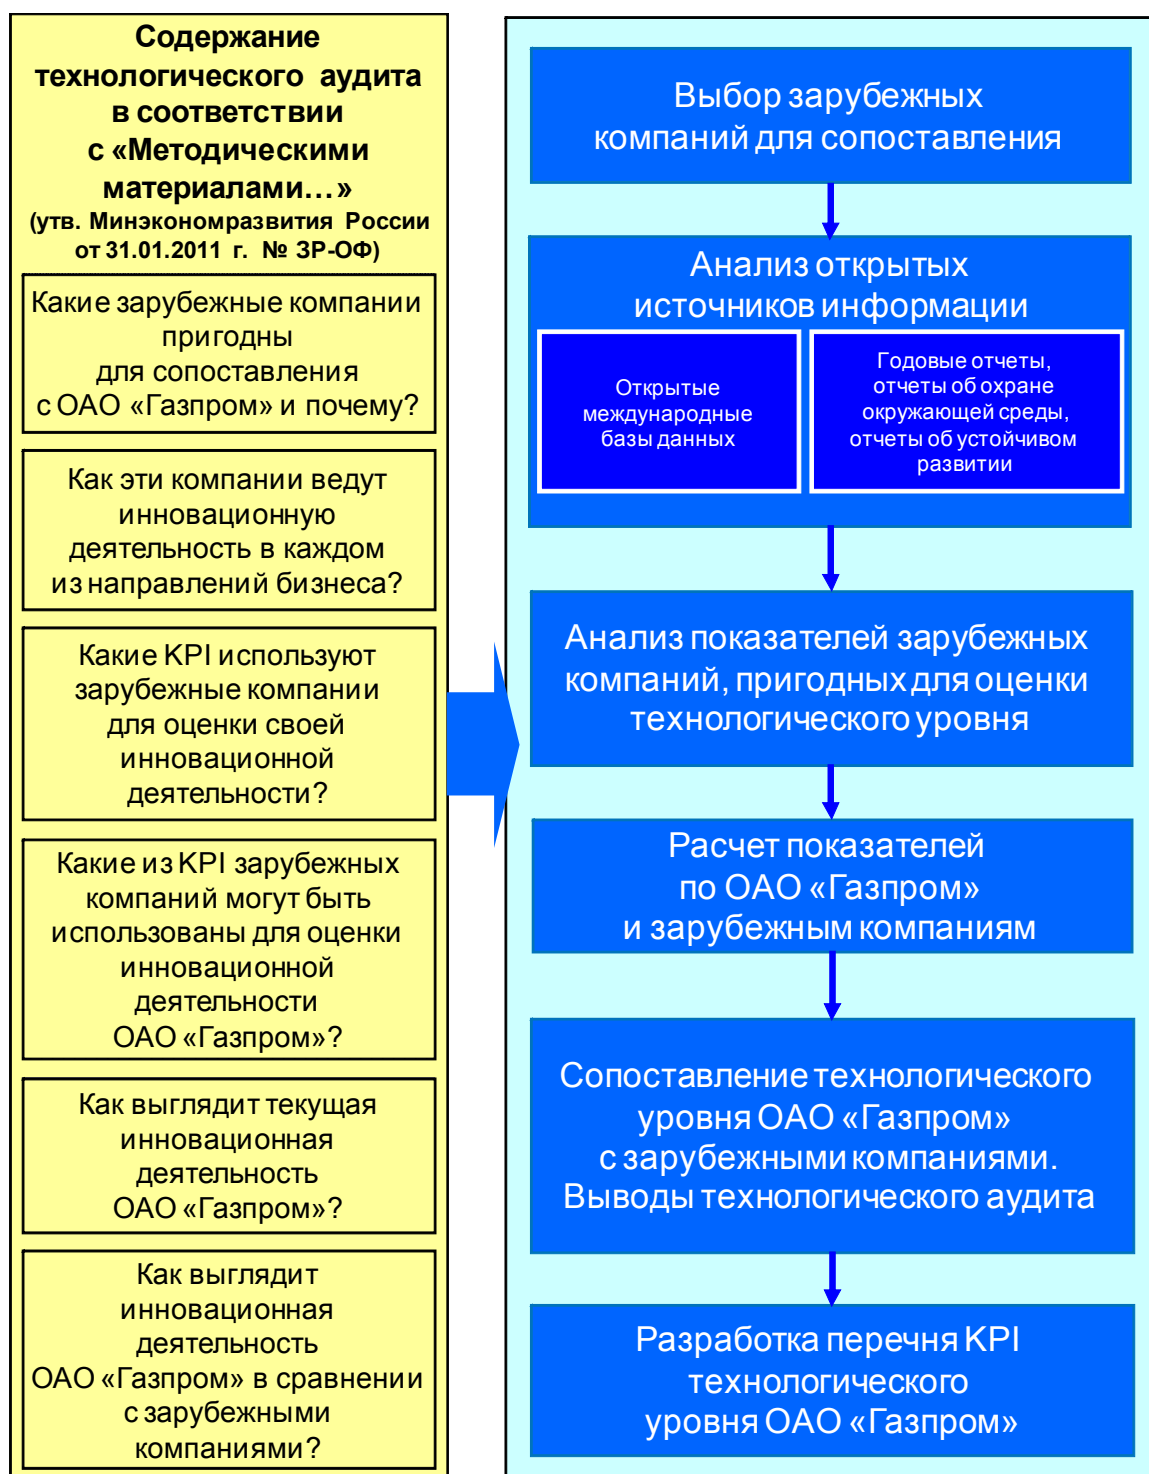 Содержание
технологического аудита
в соответствии
с «Методическими
материалами...»
(утв. Минэкономразвития России
от 31.01.2011 г. № ЗР-ОФ)
Какие зарубежные компании
пригодны
для сопоставления
с ОАО «Газпром» и почему?
Как эти компании ведут
инновационную
деятельность в каждом
из направлений бизнеса?
Какие KPI используют
зарубежные компании
для оценки своей
инновационной
деятельности?
Какие из KPI зарубежных
компаний могут быть
использованы для оценки
инновационной
деятельности
ОАО «Газпром»?
Как выглядит текущая
инновационная
деятельность
ОАО «Газпром»?
Как выглядит
инновационная
деятельность
ОАО «Газпром» в сравнении
с зарубежными
компаниями?
Выбор зарубежных
компаний для сопоставления
Анализ открытых
источников информации
Открытые
международные
базы данных
Годовые отчеты,
отчеты об охране
окружающей среды,
отчеты об устойчивом
развитии
Анализ показателей зарубежных
компаний, пригодных для оценки
технологического уровня
Расчет показателей
по ОАО «Газпром»
и зарубежным компаниям
Сопоставление технологического
уровня ОАО «Газпром»
с зарубежными компаниями.
Выводы технологического аудита
Разработка перечня KPI
технологического
уровня ОАО «Газпром»